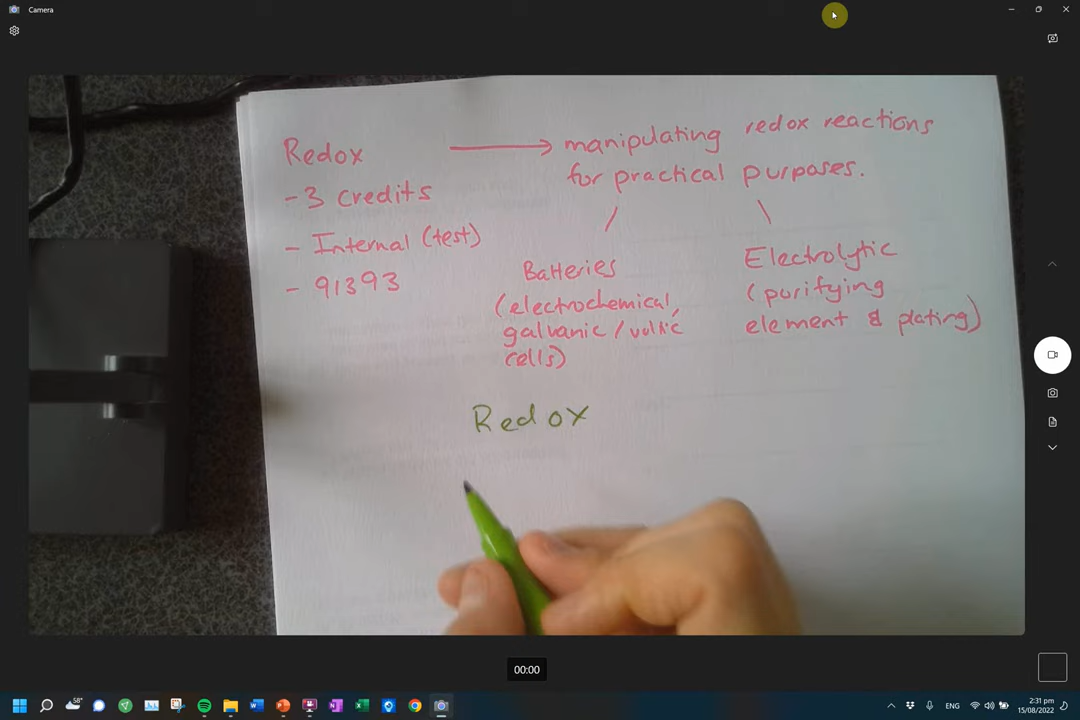 Camera
Redox
- 3 credits
- Internal (test)
- 91393
manipulating redox reactions
for practical purposes.
Batteries
(electrochemical,
galvanic / voltic
cells)
Electrolytic
(purifying
element & plating)
Redox
00:00
58°
ENG
2:31 pm
15/08/2022